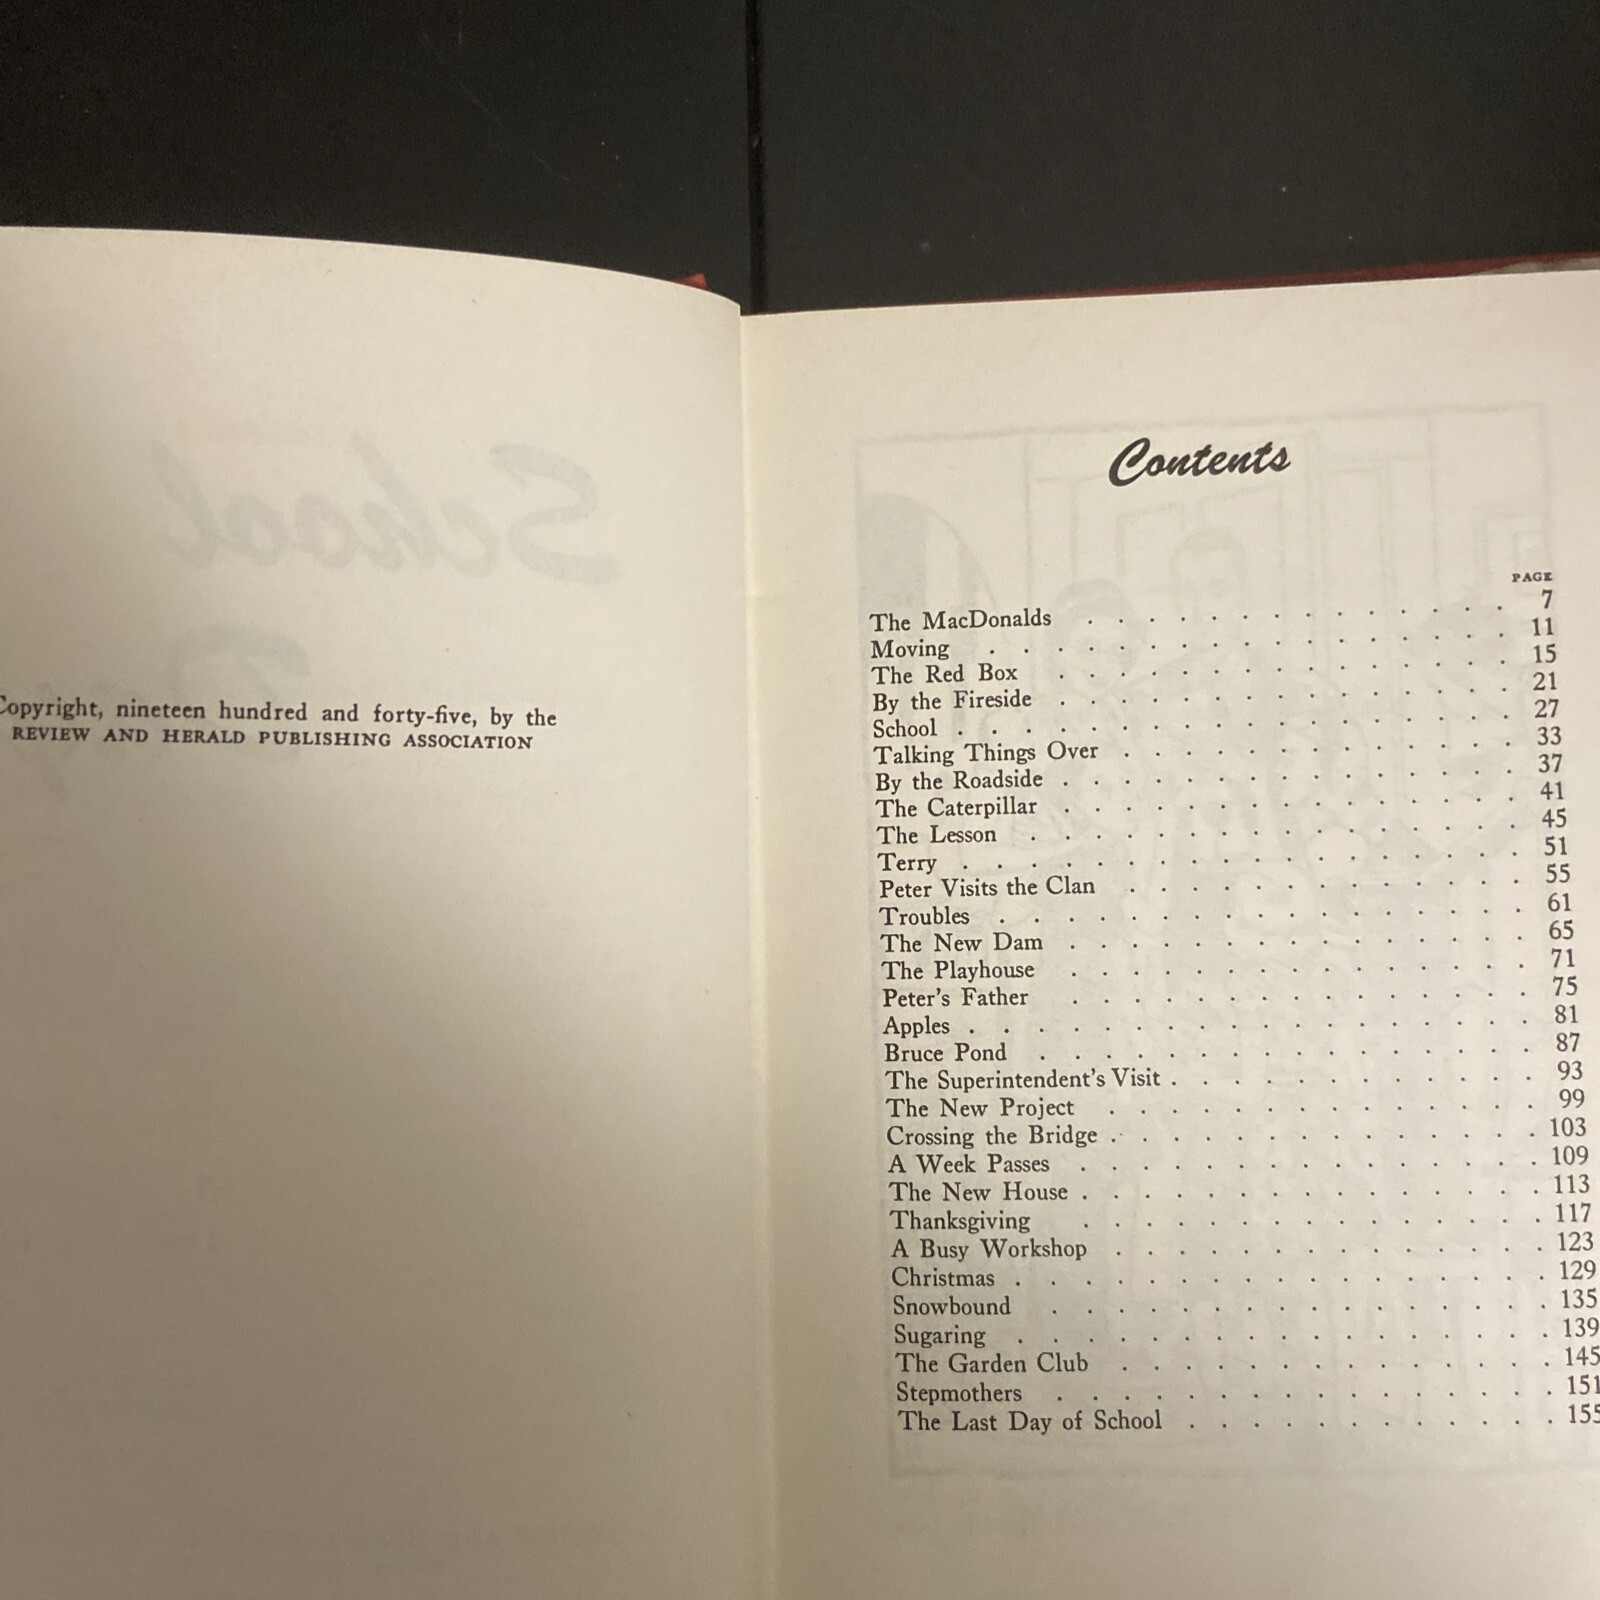 School
Copyright, nineteen hundred and forty-five, by the
REVIEW AND HERALD PUBLISHING ASSOCIATION
Contents
PAGE
The MacDonalds . . . . . . . . . . . . . . 7
Moving . . . . . . . . . . . . . . . . . 11
The Red Box . . . . . . . . . . . . . . . 15
By the Fireside . . . . . . . . . . . . . . . 21
School . . . . . . . . . . . . . . . . . . 27
Talking Things Over . . . . . . . . . . . . . 33
By the Roadside . . . . . . . . . . . . . . . 37
The Caterpillar . . . . . . . . . . . . . . . 41
The Lesson . . . . . . . . . . . . . . . . 45
Terry . . . . . . . . . . . . . . . . . . 51
Peter Visits the Clan . . . . . . . . . . . . . 55
Troubles . . . . . . . . . . . . . . . . . 61
The New Dam . . . . . . . . . . . . . . . 65
The Playhouse . . . . . . . . . . . . . . . 71
Peter's Father . . . . . . . . . . . . . . . 75
Apples . . . . . . . . . . . . . . . . . . 81
Bruce Pond . . . . . . . . . . . . . . . . 87
The Superintendent's Visit . . . . . . . . . . . . 93
The New Project . . . . . . . . . . . . . . 99
Crossing the Bridge . . . . . . . . . . . . . . 103
A Week Passes . . . . . . . . . . . . . . . 109
The New House . . . . . . . . . . . . . . . 113
Thanksgiving . . . . . . . . . . . . . . . 117
A Busy Workshop . . . . . . . . . . . . . . 123
Christmas . . . . . . . . . . . . . . . . . 129
Snowbound . . . . . . . . . . . . . . . . 135
Sugaring . . . . . . . . . . . . . . . . . 139
The Garden Club . . . . . . . . . . . . . . 145
Stepmothers . . . . . . . . . . . . . . . . 151
The Last Day of School . . . . . . . . . . . . 155